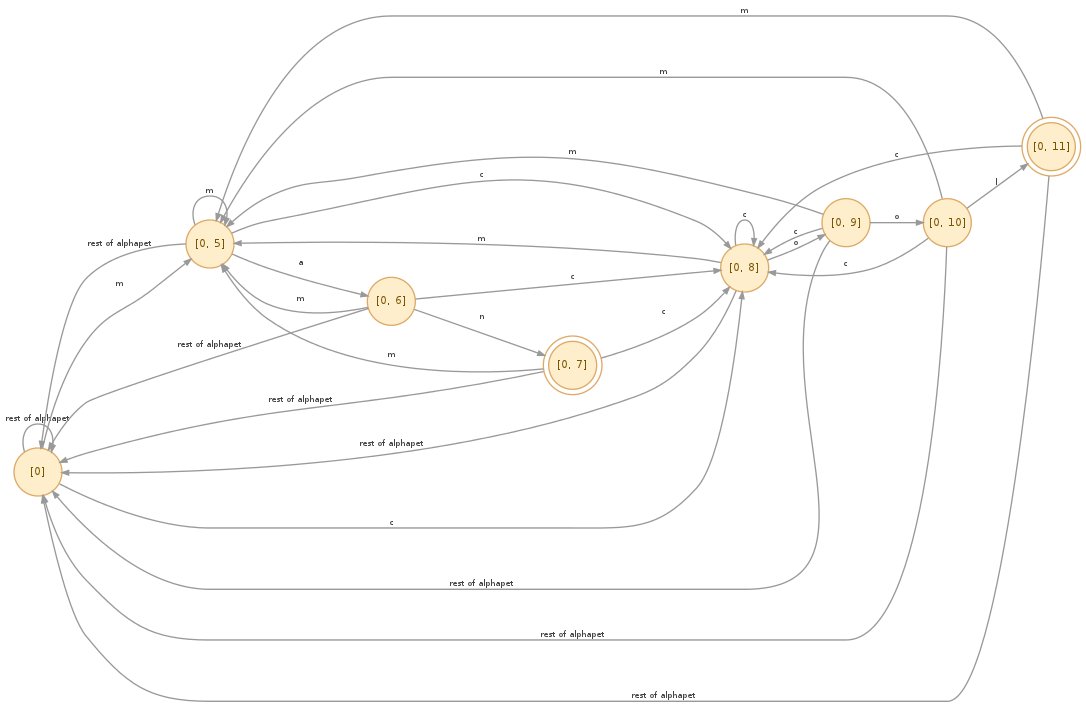 m
m
[0, 11]
m
c
c
l
m
c
[0, 9]
o
[0, 10]
c
o
rest of alphapet
[0, 5]
m
[0, 8]
c
a
m
m
[0, 6]
c
n
c
rest of alphapet
m
[0, 7]
rest of alphapet
rest of alphapet
rest of alphapet
[0]
c
rest of alphapet
rest of alphapet
rest of alphapet